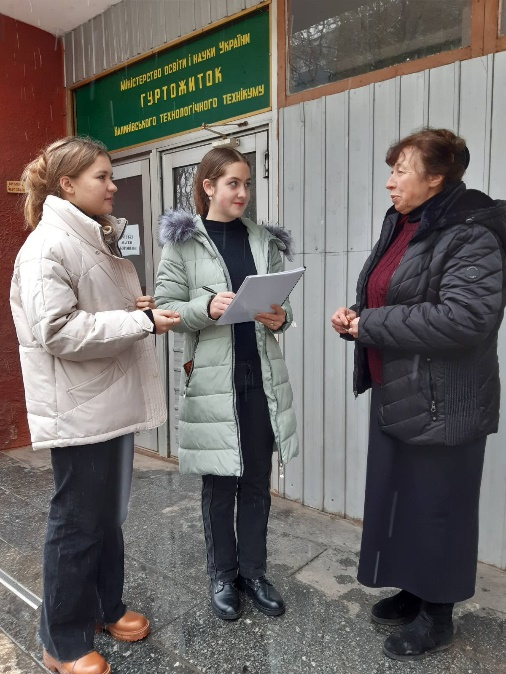 Міністерство освіти і науки України
ГУРТОЖИТОК
Калинівського технологічного технікуму